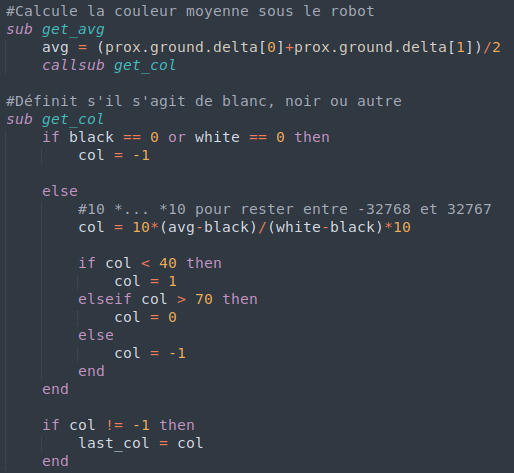 #Calcule la couleur moyenne sous le robot
sub get_avg
    avg = (prox.ground.delta[0]+prox.ground.delta[1])/2
    callsub get_col

#Définit s'il s'agit de blanc, noir ou autre
sub get_col
    if black == 0 or white == 0 then
        col = -1

    else
        #10 *... *10 pour rester entre -32768 et 32767
        col = 10*(avg-black)/(white-black)*10

        if col < 40 then
            col = 1
        elseif col > 70 then
            col = 0
        else
            col = -1
        end
    end

    if col != -1 then
        last_col = col
    end